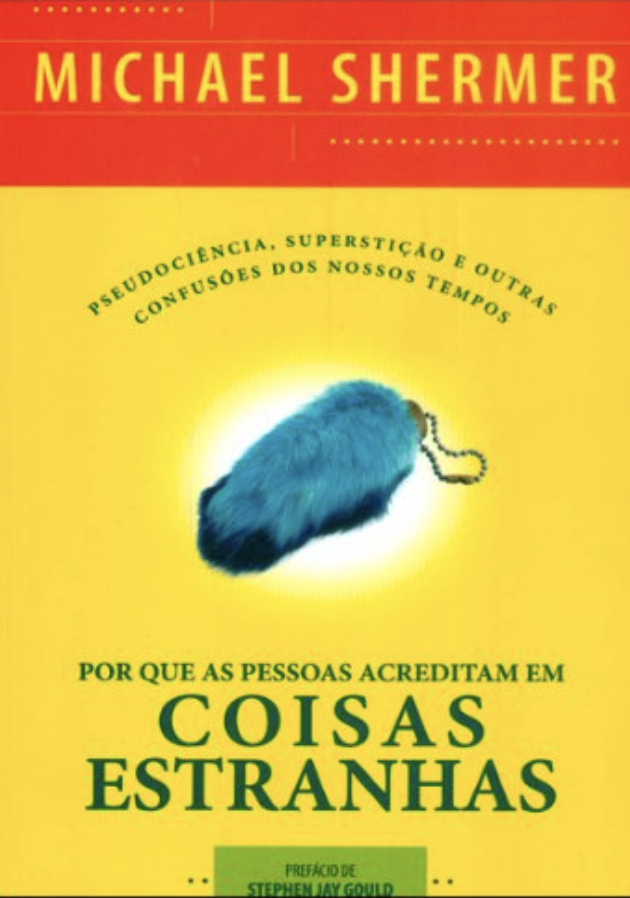 MICHAEL SHERMER
PSEUDOCIÊNCIA, SUPERSTIÇÃO E OUTRAS
CONFUSÕES DOS NOSSOS TEMPOS
POR QUE AS PESSOAS ACREDITAM EM
COISAS
ESTRANHAS
PREFÁCIO DE
STEPHEN JAY GOULD